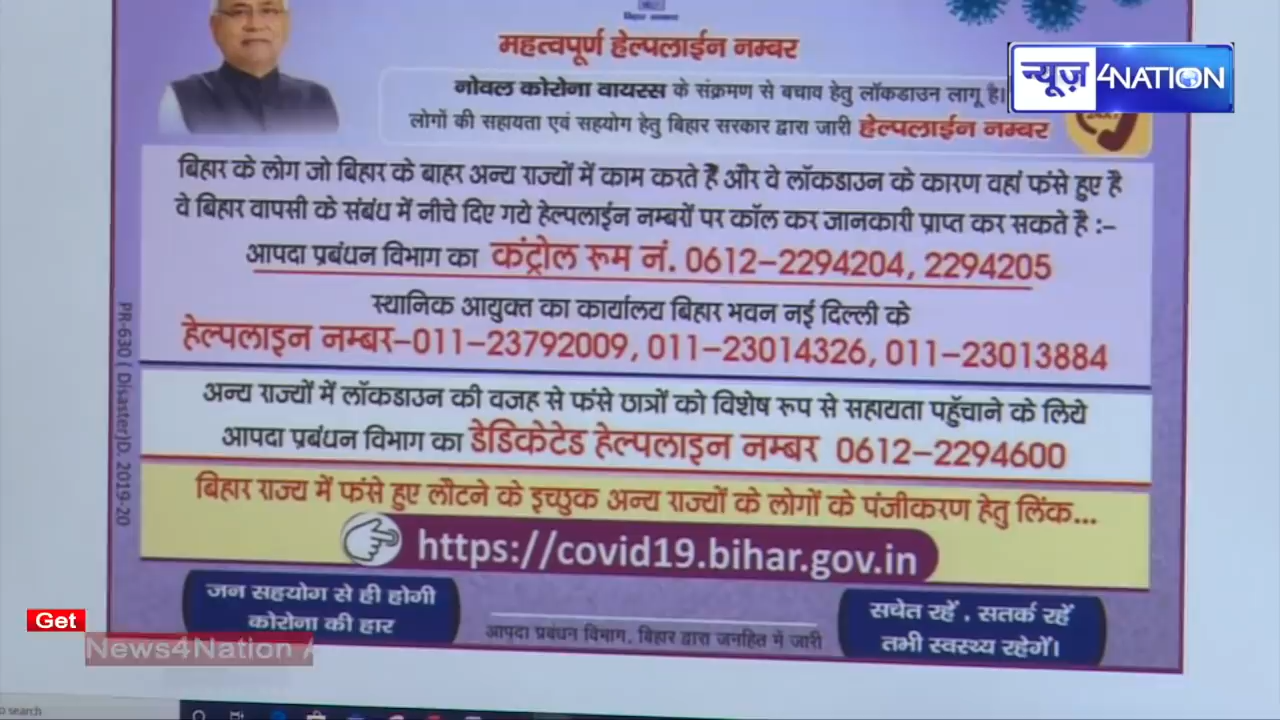 बिहार सरकार
महत्वपूर्ण हेल्पलाईन नम्बर
न्यूज़ 4NATION
नोवल कोरोना वायरस के संक्रमण से बचाव हेतु लॉकडाउन लागू है।
लोगों की सहायता एवं सहयोग हेतु बिहार सरकार द्वारा जारी हेल्पलाईन नम्बर
बिहार के लोग जो बिहार के बाहर अन्य राज्यों में काम करते हैं और वे लॉकडाउन के कारण वहां फंसे हुए है
वे बिहार वापसी के संबंध में नीचे दिए गये हेल्पलाईन नम्बरों पर कॉल कर जानकारी प्राप्त कर सकते है :–
आपदा प्रबंधन विभाग का कंट्रोल रूम नं. 0612–2294204, 2294205
स्थानिक आयुक्त का कार्यालय बिहार भवन नई दिल्ली के
हेल्पलाइन नम्बर–011–23792009, 011–23014326, 011–23013884
अन्य राज्यों में लॉकडाउन की वजह से फंसे छात्रों को विशेष रूप से सहायता पहुँचाने के लिये
आपदा प्रबंधन विभाग का डेडिकेटेड हेल्पलाइन नम्बर 0612–2294600
बिहार राज्य में फंसे हुए लौटने के इच्छुक अन्य राज्यों के लोगों के पंजीकरण हेतु लिंक...
https://covid19.bihar.gov.in
PR-630 ( Disaster)D. 2019-20
जन सहयोग से ही होगी
कोरोना की हार
आपदा प्रबंधन विभाग, बिहार द्वारा जनहित में जारी
सचेत रहें , सतर्क रहें
तभी स्वस्थ्य रहेगें।
Get
News4Nation
search